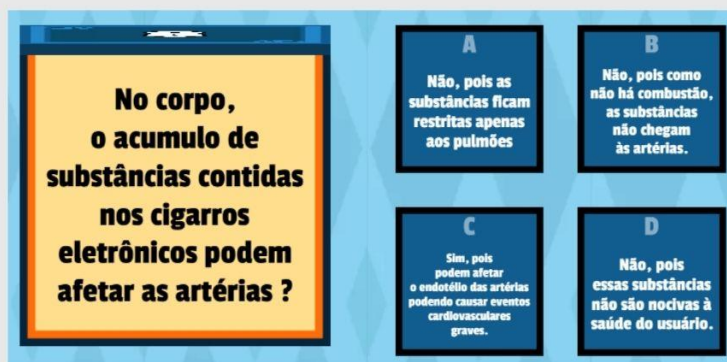 No corpo,
o acumulo de
substâncias contidas
nos cigarros
eletrônicos podem
afetar as artérias ?
A
Não, pois as
substâncias ficam
restritas apenas
aos pulmões
B
Não, pois como
não há combustão,
as substâncias
não chegam
às artérias.
C
Sim, pois
podem afetar
o endotélio das artérias
podendo causar eventos
cardiovasculares
graves.
D
Não, pois
essas substâncias
não são nocivas à
saúde do usuário.